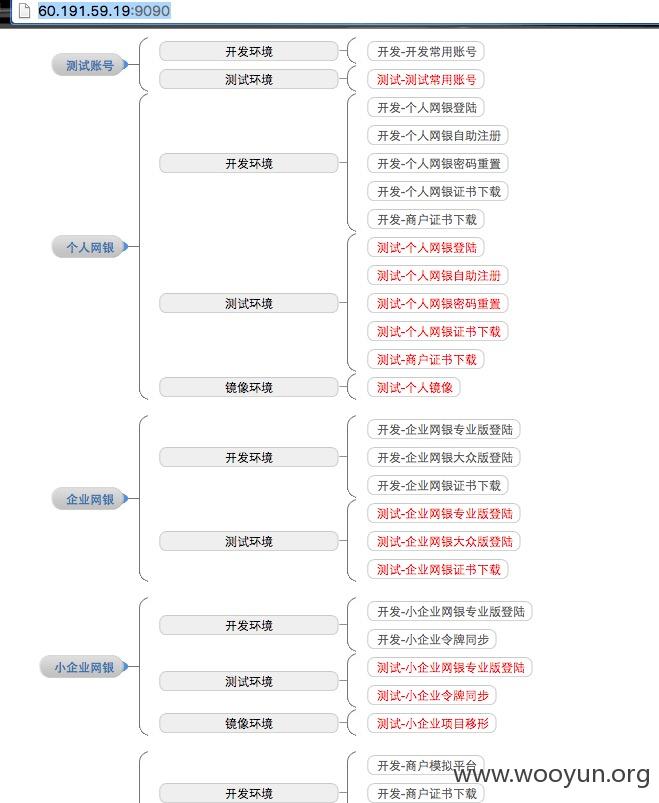 60.191.59.19:9090
测试账号
开发环境
开发-开发常用账号
测试环境
测试-测试常用账号
个人网银
开发环境
开发-个人网银登陆
开发-个人网银自助注册
开发-个人网银密码重置
开发-个人网银证书下载
开发-商户证书下载
测试环境
测试-个人网银登陆
测试-个人网银自助注册
测试-个人网银密码重置
测试-个人网银证书下载
测试-商户证书下载
镜像环境
测试-个人镜像
企业网银
开发环境
开发-企业网银专业版登陆
开发-企业网银大众版登陆
开发-企业网银证书下载
测试环境
测试-企业网银专业版登陆
测试-企业网银大众版登陆
测试-企业网银证书下载
小企业网银
开发环境
开发-小企业网银专业版登陆
开发-小企业令牌同步
测试环境
测试-小企业网银专业版登陆
测试-小企业令牌同步
镜像环境
测试-小企业项目移形
开发环境
开发-商户模拟平台
开发-商户证书下载
www.wooyun.org